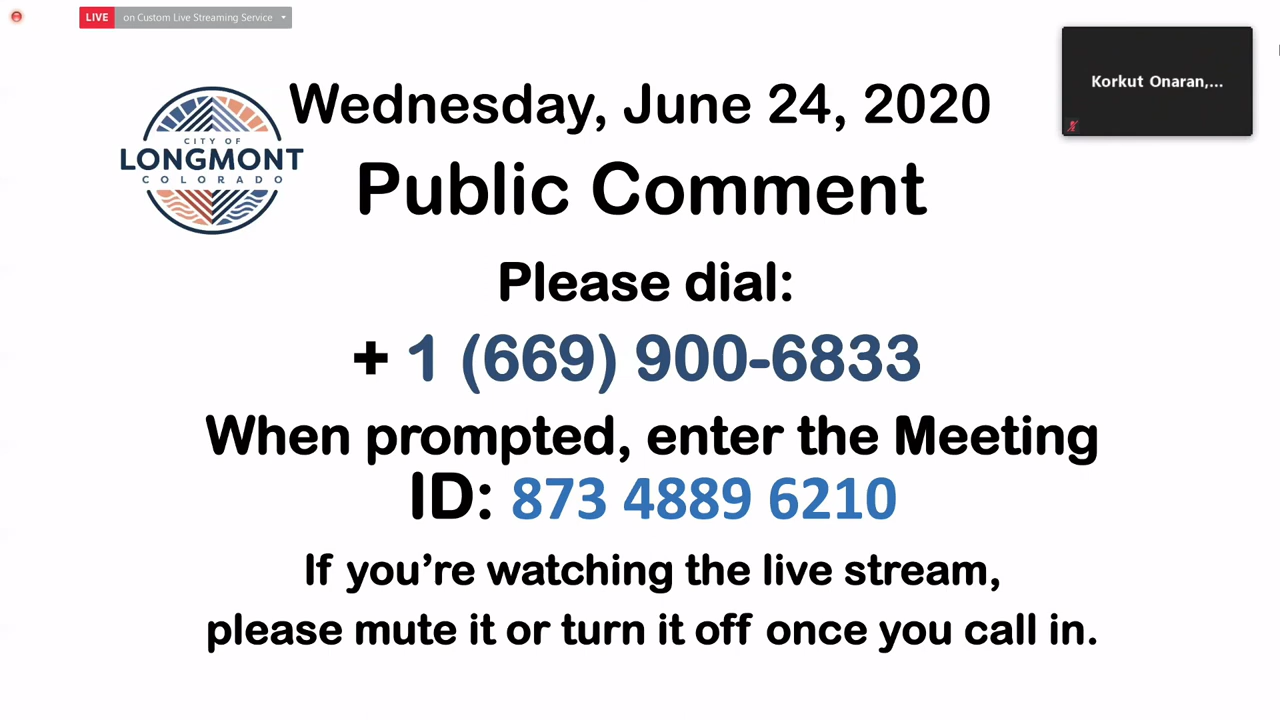 LIVE on Custom Live Streaming Service
Korkut Onaran,...
Wednesday, June 24, 2020
CITY OF
LONGMONT
COLORADO
Public Comment
Please dial:
+ 1 (669) 900-6833
When prompted, enter the Meeting
ID: 873 4889 6210
If you’re watching the live stream,
please mute it or turn it off once you call in.